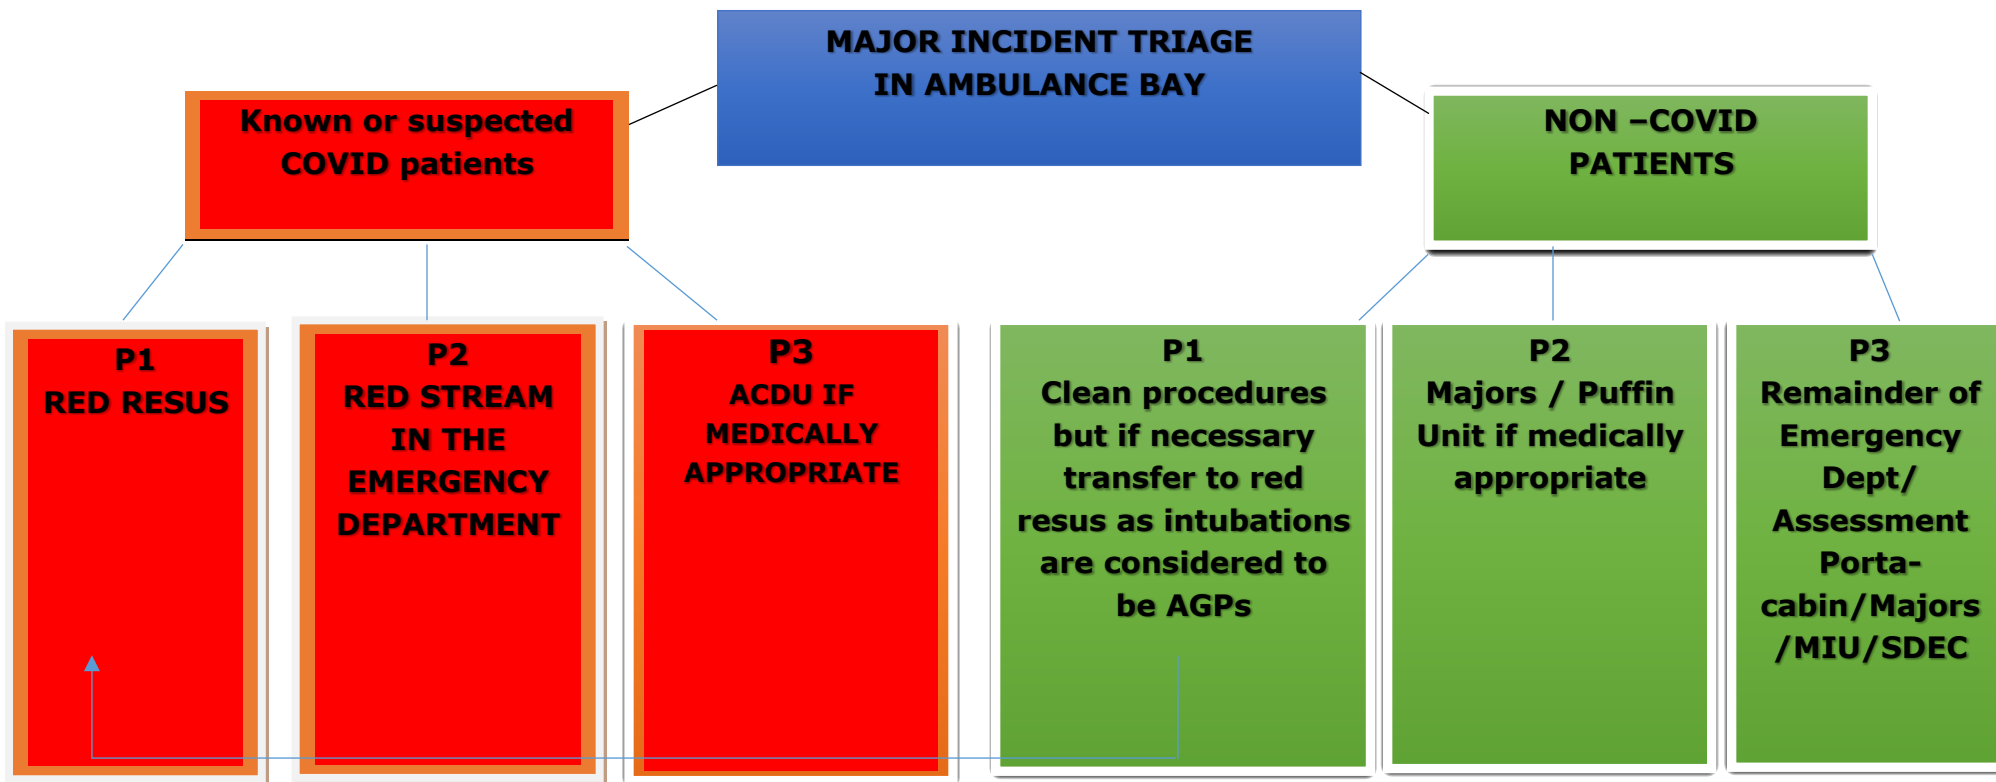 MAJOR INCIDENT TRIAGE
IN AMBULANCE BAY
Known or suspected
COVID patients
NON –COVID
PATIENTS
P1
RED RESUS
P2
RED STREAM
IN THE
EMERGENCY
DEPARTMENT
P3
ACDU IF
MEDICALLY
APPROPRIATE
P1
Clean procedures
but if necessary
transfer to red
resus as intubations
are considered to
be AGPs
P2
Majors / Puffin
Unit if medically
appropriate
P3
Remainder of
Emergency
Dept/
Assessment
Porta-
cabin/Majors
/MIU/SDEC